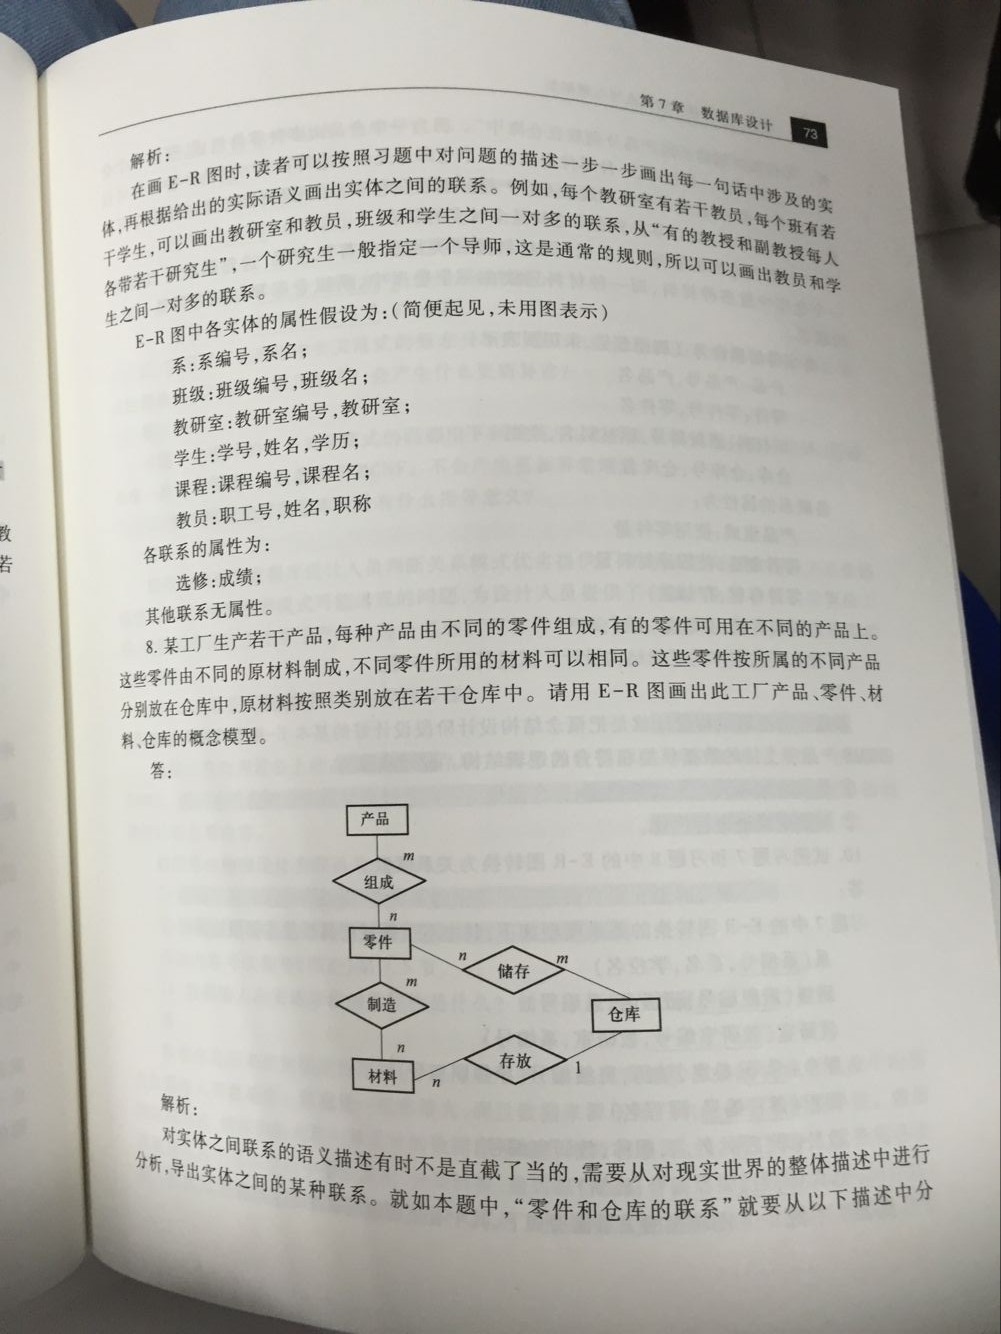 第7章 数据库设计 73
解析：
在画 E-R 图时,读者可以按照习题中对问题的描述一步一步画出每一句话中涉及的实
体,再根据给出的实际语义画出实体之间的联系。例如,每个教研室有若干教员,每个班有若
干学生,可以画出教研室和教员,班级和学生之间一对多的联系,从“有的教授和副教授每人
各带若干研究生”,一个研究生一般指定一个导师,这是通常的规则,所以可以画出教员和学
生之间一对多的联系。
E-R 图中各实体的属性假设为:(简便起见,未用图表示)
系:系编号,系名;
班级:班级编号,班级名;
教研室:教研室编号,教研室;
学生:学号,姓名,学历;
课程:课程编号,课程名;
教员:职工号,姓名,职称
各联系的属性为:
选修:成绩;
其他联系无属性。
8. 某工厂生产若干产品,每种产品由不同的零件组成,有的零件可用在不同的产品上。
这些零件由不同的原材料制成,不同零件所用的材料可以相同。这些零件按所属的不同产品
分别放在仓库中,原材料按照类别放在若干仓库中。请用 E-R 图画出此工厂产品、零件、材
料、仓库的概念模型。
答:
产品
m
组成
n
零件
n 储存 m
m
制造
仓库
n
材料
n 存放 1
解析:
对实体之间联系的语义描述有时不是直截了当的,需要从对现实世界的整体描述中进行
分析,导出实体之间的某种联系。就如本题中,“零件和仓库的联系”就要从以下描述中分
教
若